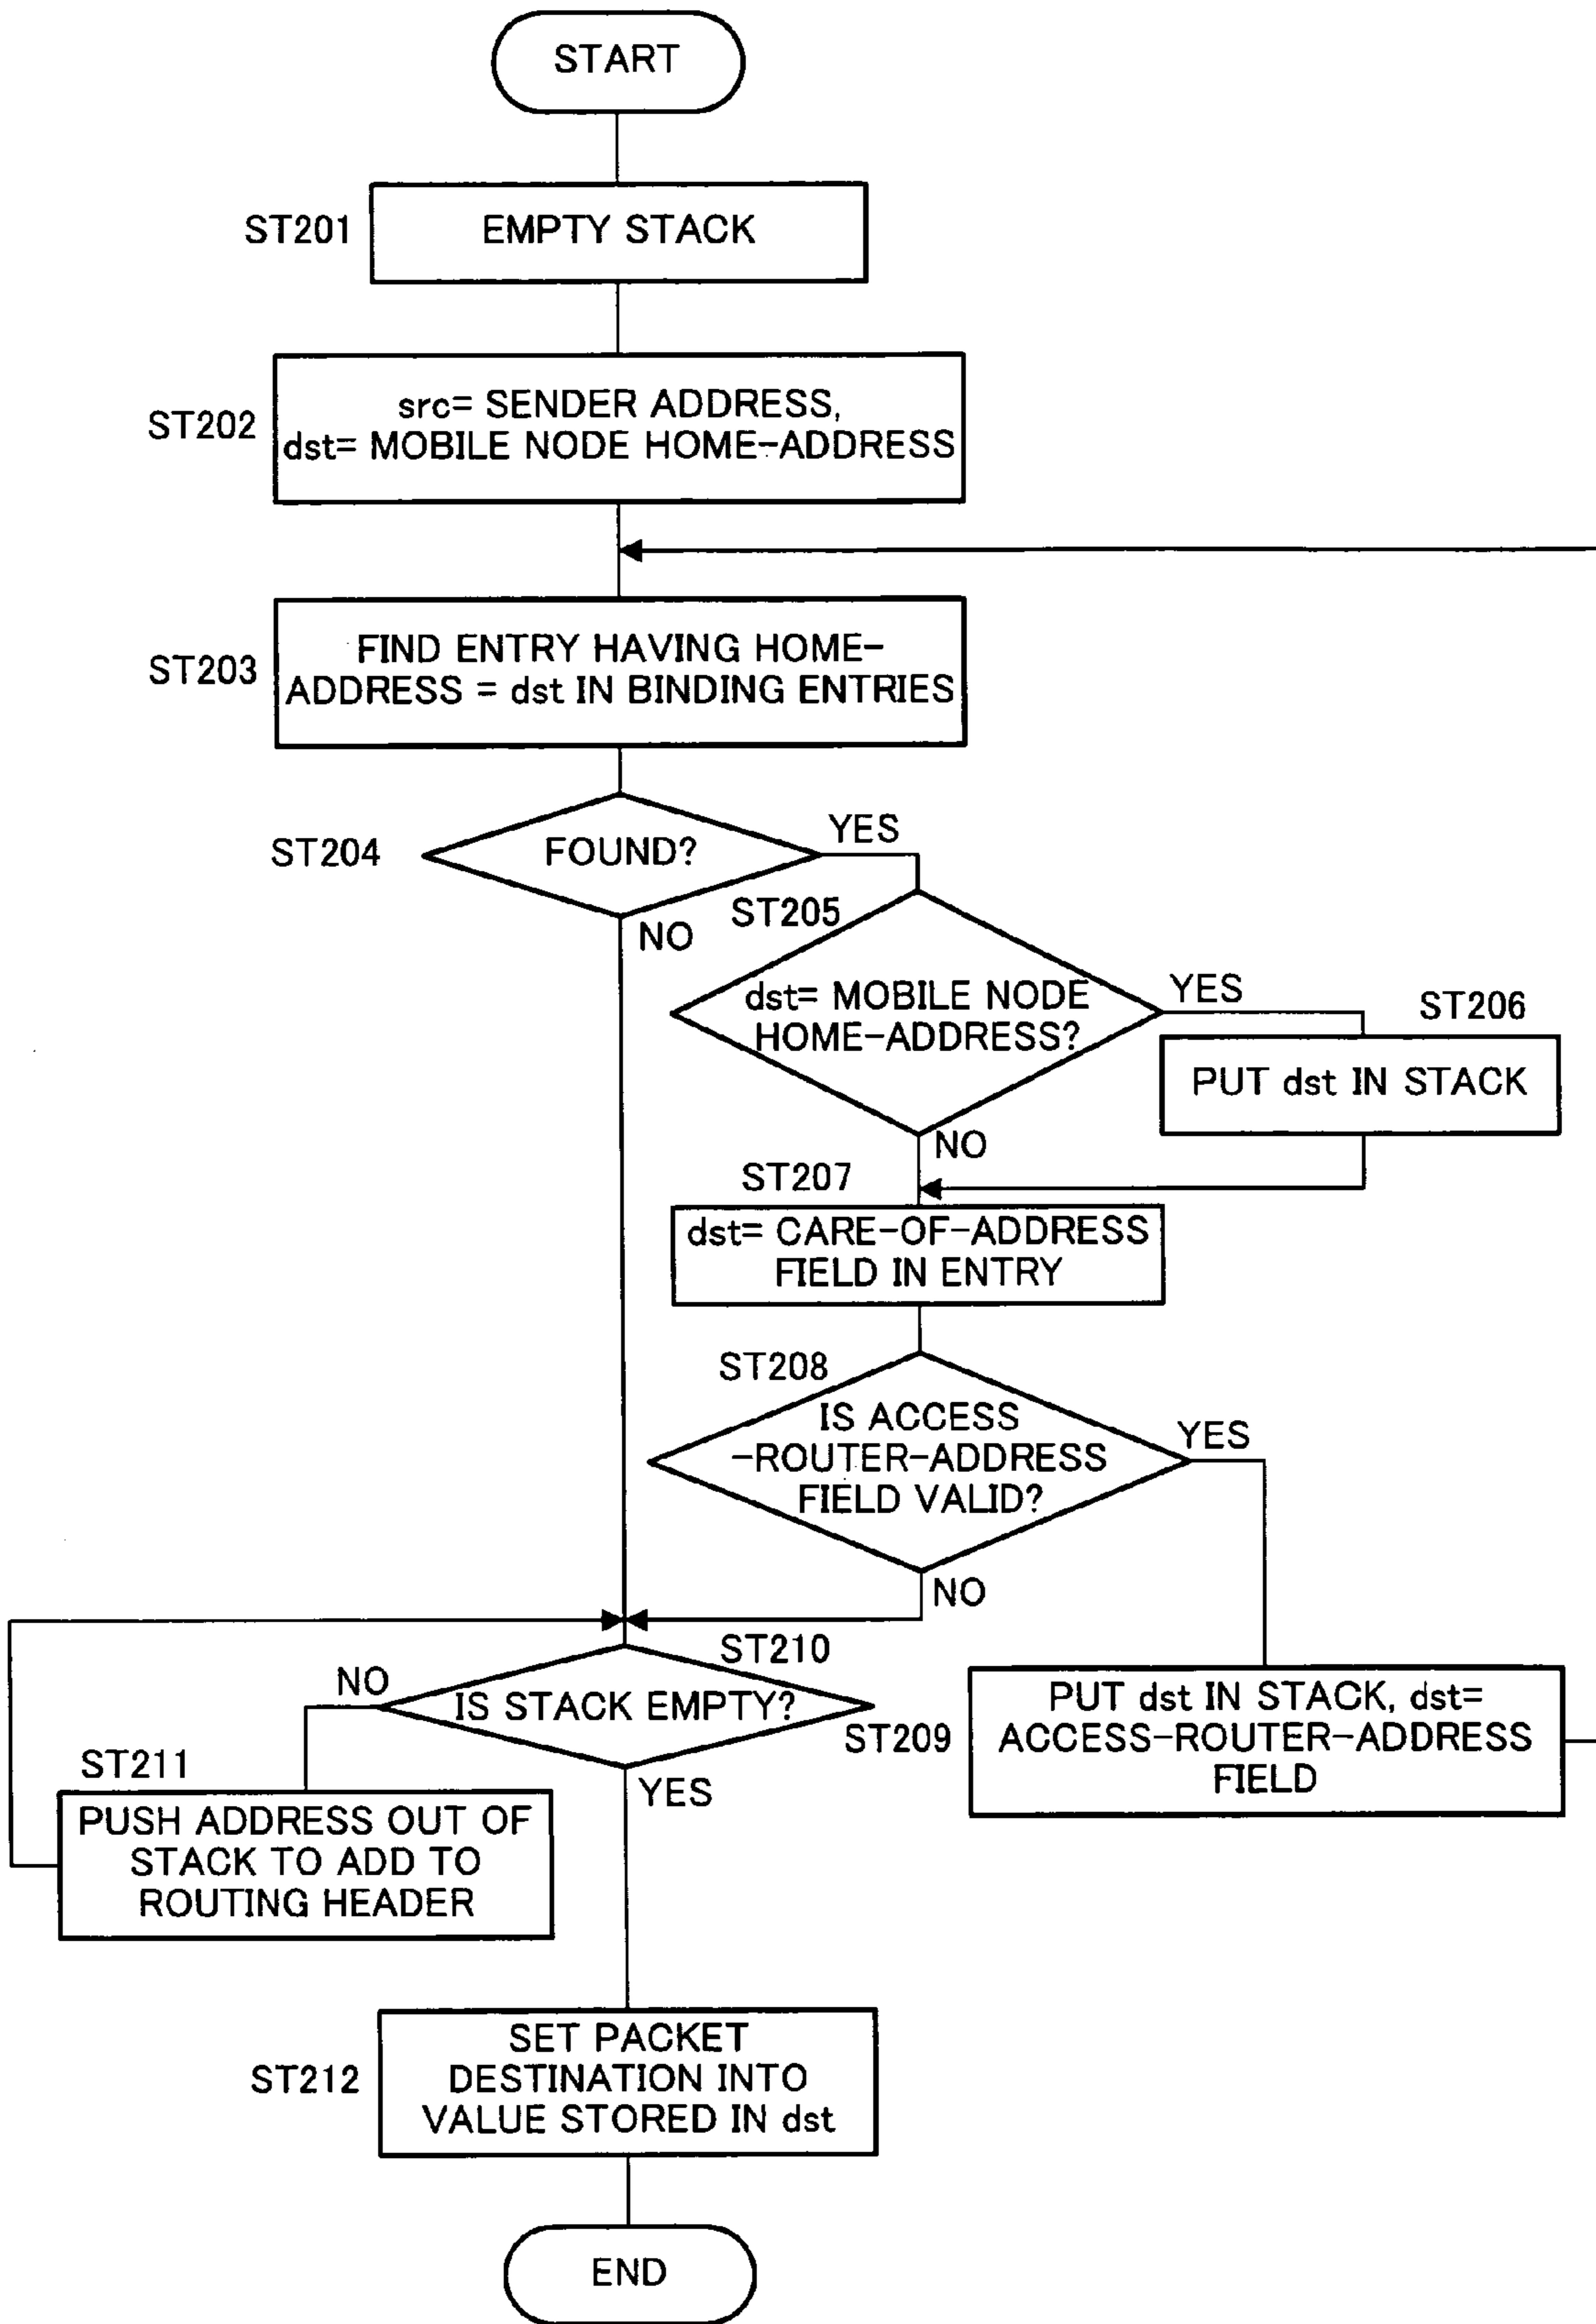 START
ST201
EMPTY STACK
ST202
src= SENDER ADDRESS,
dst= MOBILE NODE HOME-ADDRESS
ST203
FIND ENTRY HAVING HOME-
ADDRESS = dst IN BINDING ENTRIES
ST204
FOUND?
YES
NO
ST205
dst= MOBILE NODE
HOME-ADDRESS?
YES
ST206
PUT dst IN STACK
NO
ST207
dst= CARE-OF-ADDRESS
FIELD IN ENTRY
ST208
IS ACCESS
-ROUTER-ADDRESS
FIELD VALID?
YES
NO
ST210
NO
IS STACK EMPTY?
ST209
PUT dst IN STACK, dst=
ACCESS-ROUTER-ADDRESS
FIELD
YES
ST211
PUSH ADDRESS OUT OF
STACK TO ADD TO
ROUTING HEADER
ST212
SET PACKET
DESTINATION INTO
VALUE STORED IN dst
END